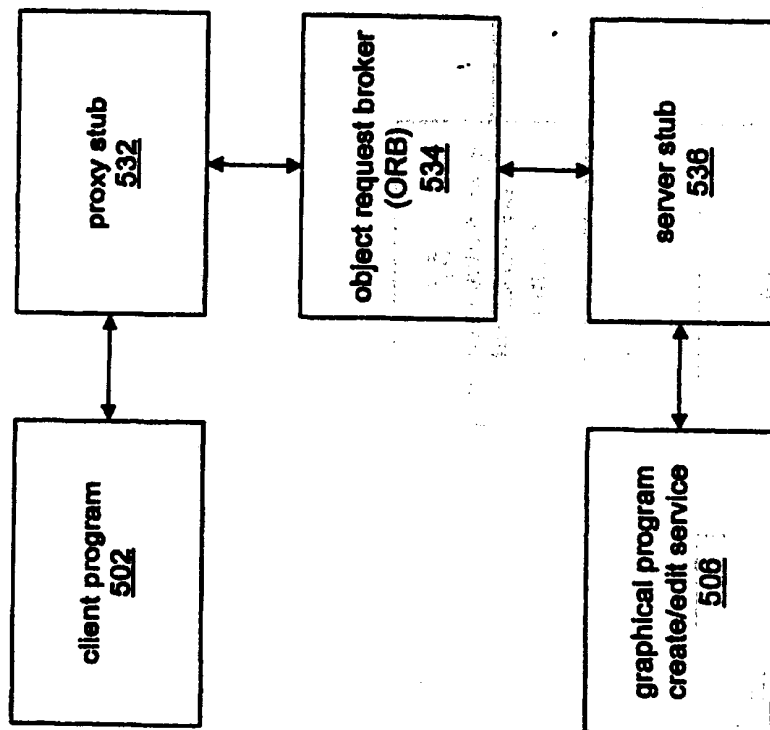 client program
502
proxy stub
532
object request broker
(ORB)
534
graphical program
create/edit service
506
server stub
536